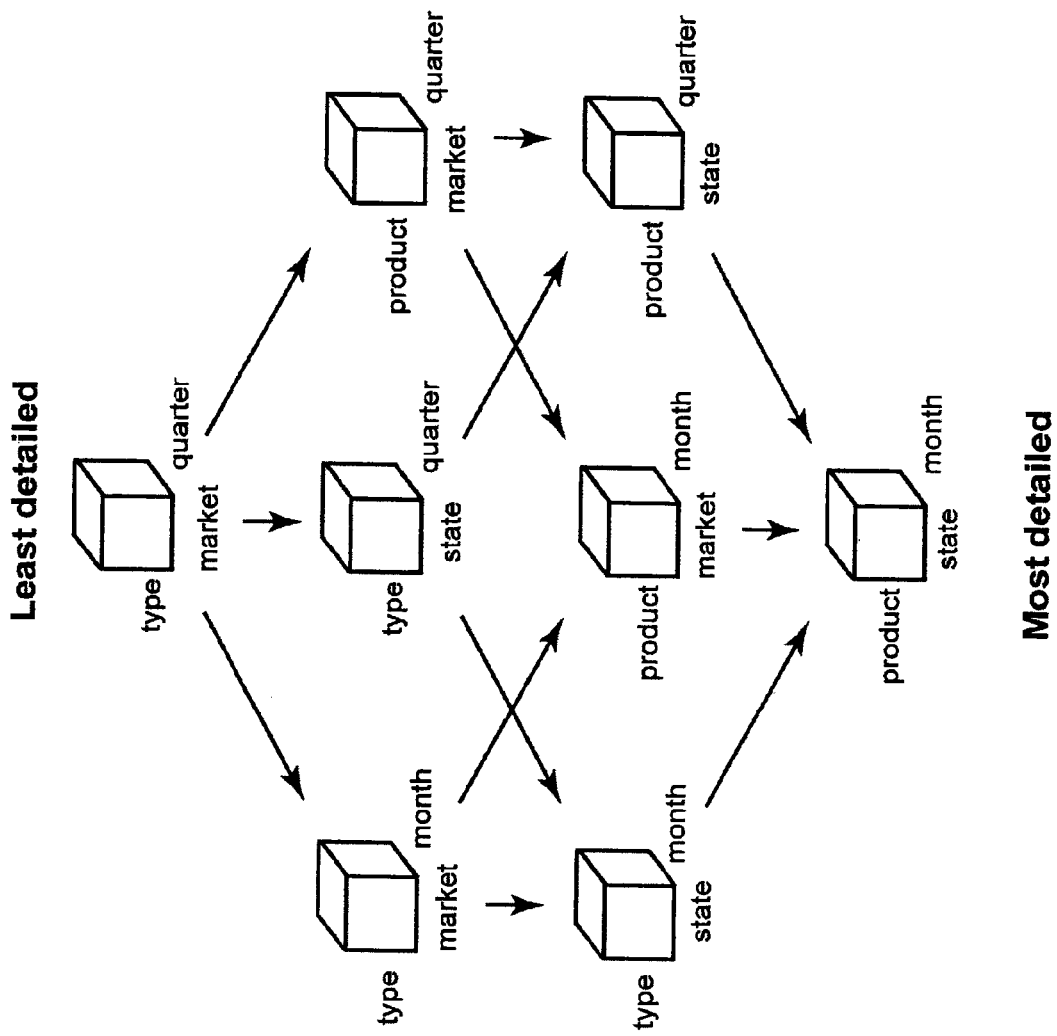 Least detailed
type
market
quarter
type
market
month
type
state
quarter
product
market
quarter
type
state
month
product
market
month
product
state
quarter
product
state
month
Most detailed